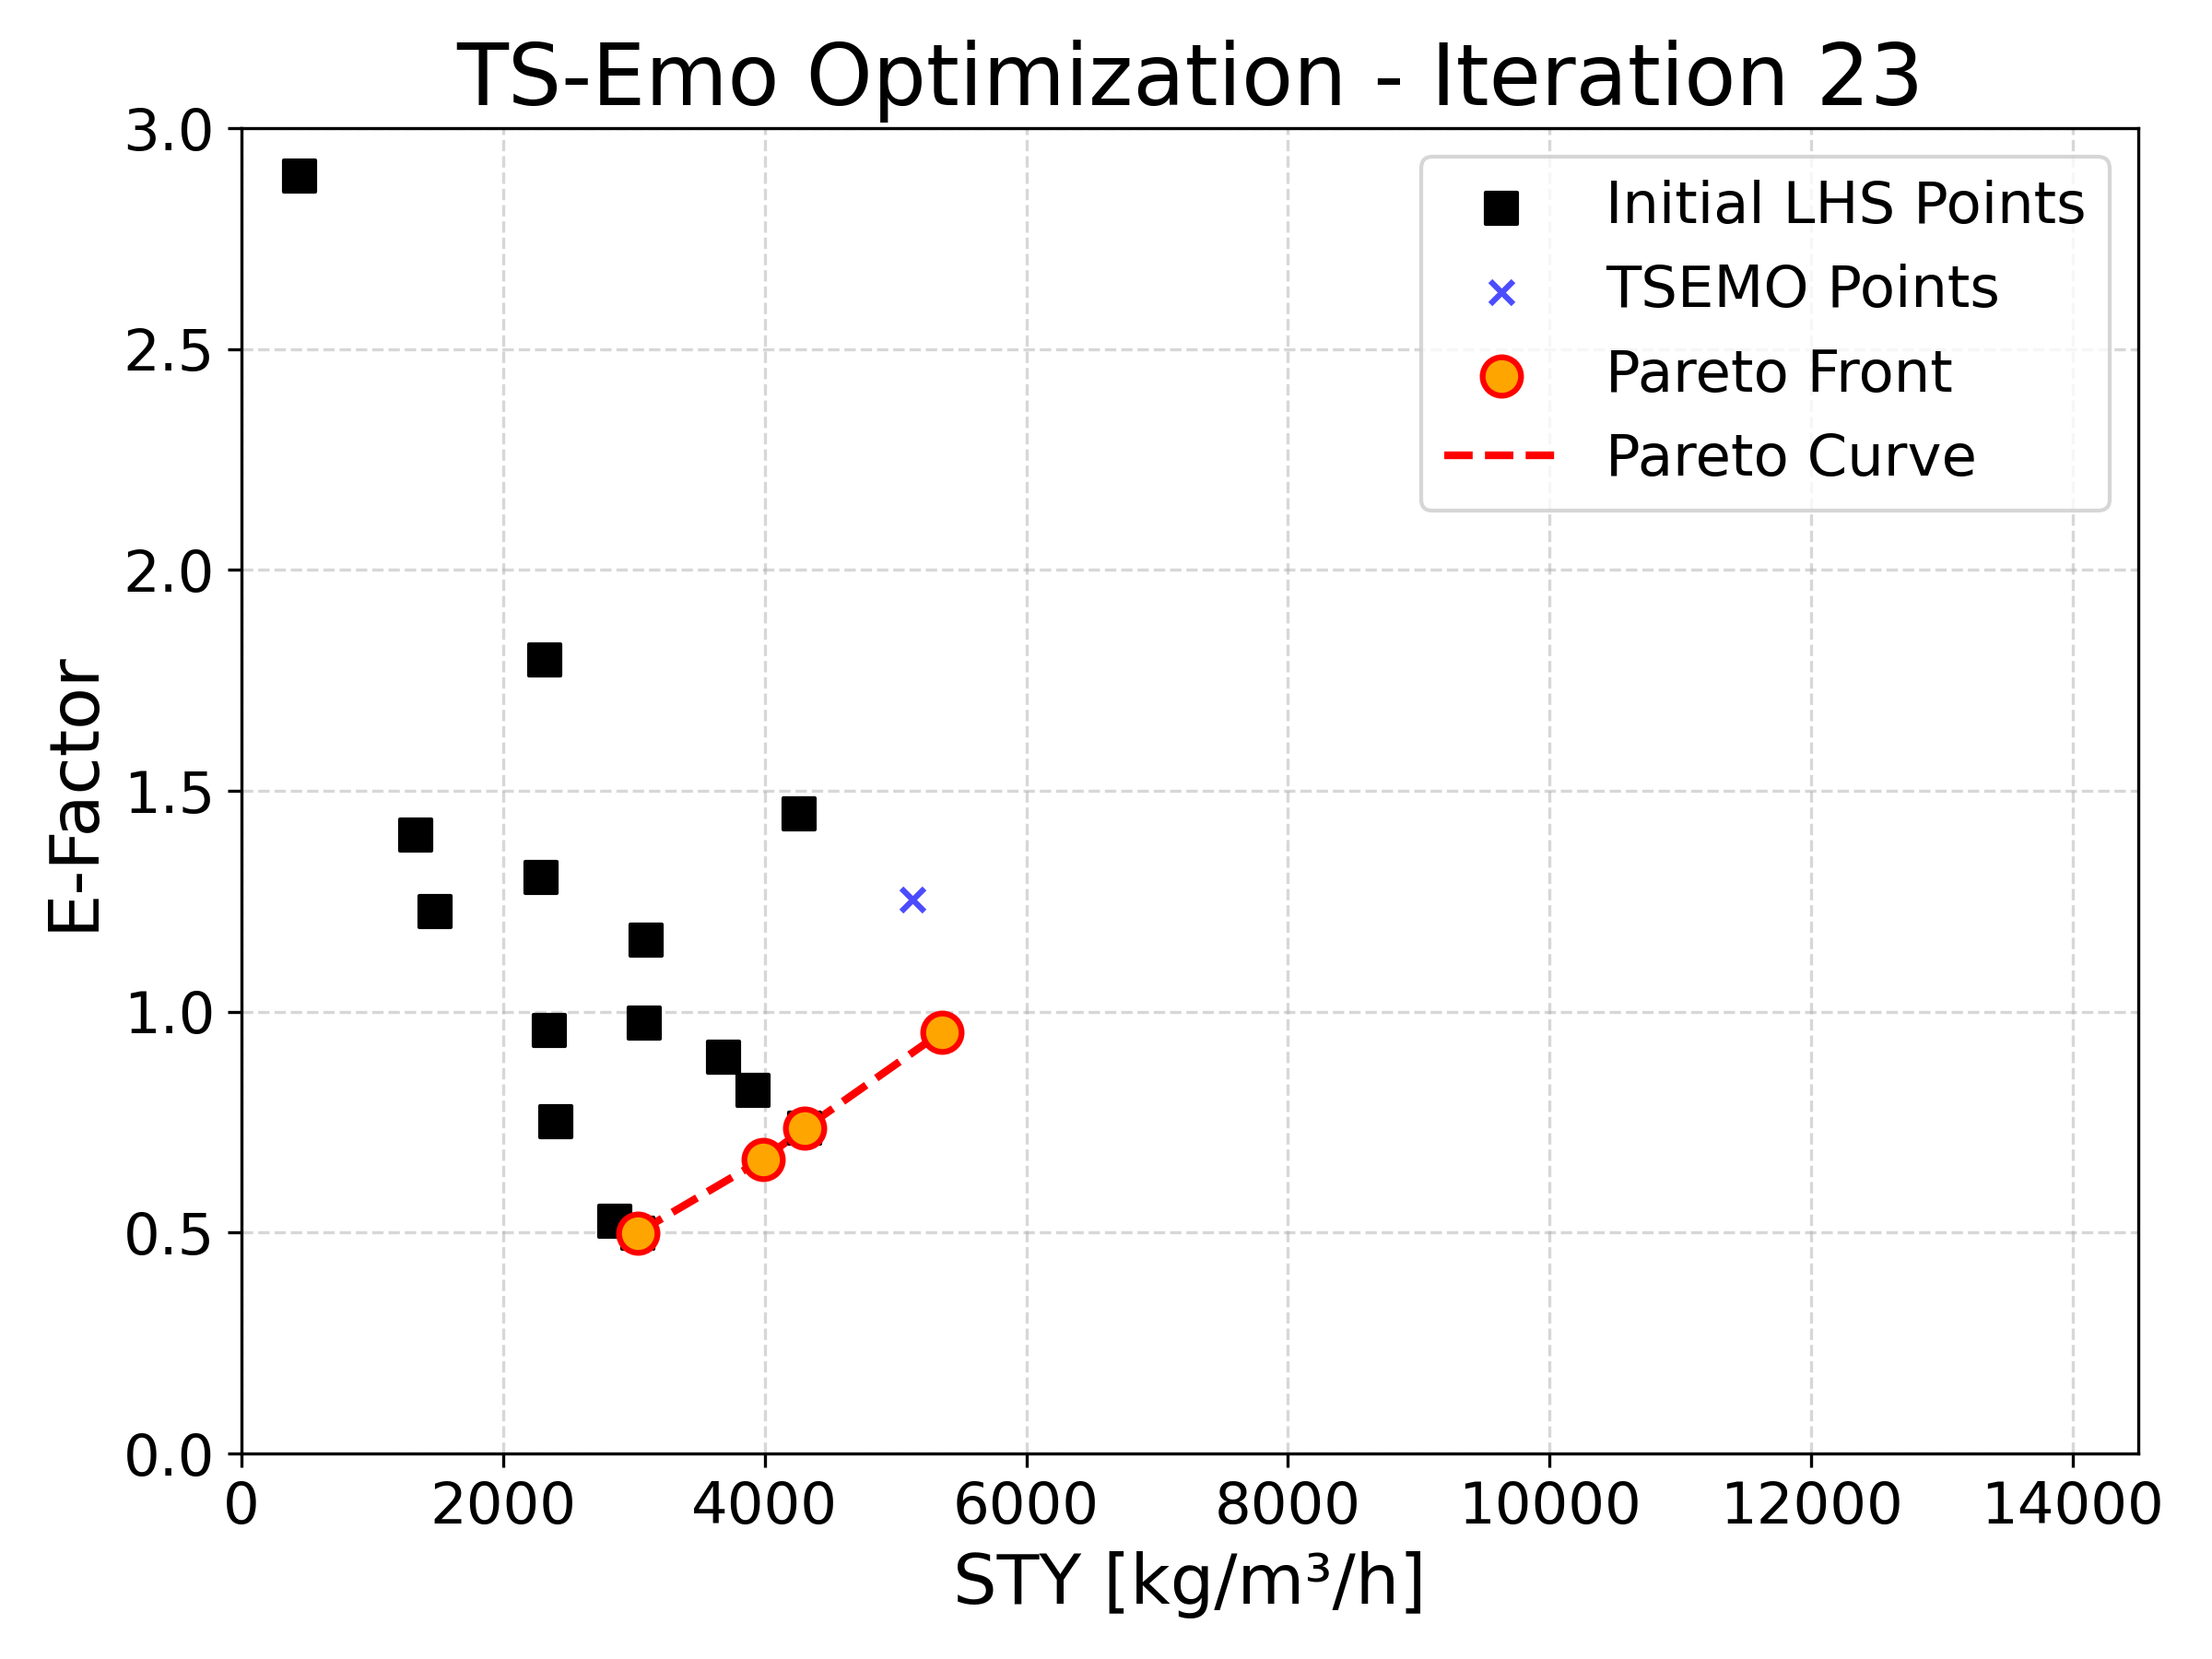 TS-Emo Optimization - Iteration 23
3.0
2.5
2.0
1.5
1.0
0.5
0.0
E-Factor
Initial LHS Points
TSEMO Points
Pareto Front
Pareto Curve
0 2000 4000 6000 8000 10000 12000 14000
STY [kg/m³/h]